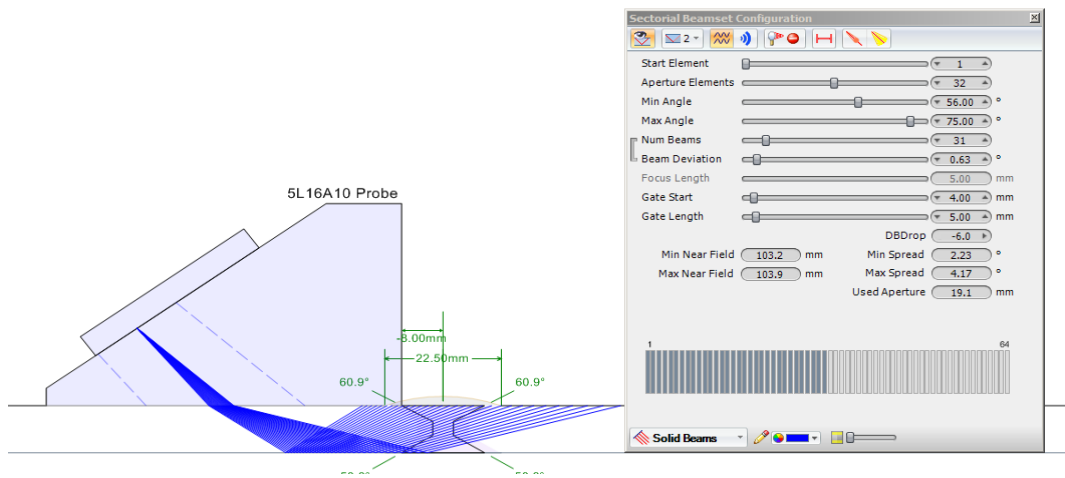 Sectorial Beamset Configuration
2
Start Element 1
Aperture Elements 32
Min Angle 56.00 °
Max Angle 75.00 °
Num Beams 31
Beam Deviation 0.63 °
Focus Length 5.00 mm
Gate Start 4.00 mm
Gate Length 5.00 mm
DBDrop -6.0
Min Near Field 103.2 mm Min Spread 2.23 °
Max Near Field 103.9 mm Max Spread 4.17 °
Used Aperture 19.1 mm
1 64
Solid Beams
5L16A10 Probe
-8.00mm
22.50mm
60.9° 60.9°